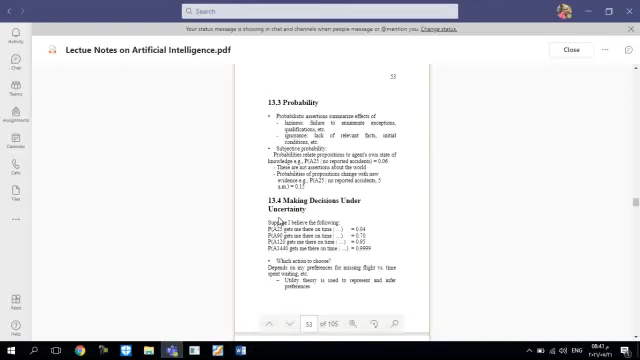 Search
Your status message is showing in chat and channels when people message or @mention you. Change status.
Activity
Chat
Teams
Assignments
Calendar
Calls
Files
Apps
Help
Lectue Notes on Artificial Intelligence.pdf
Close
53
13.3 Probability
• Probabilistic assertions summarize effects of
- laziness: failure to enumerate exceptions,
qualifications, etc.
- ignorance: lack of relevant facts, initial
conditions, etc.
• Subjective probability:
Probabilities relate propositions to agent's own state of
knowledge e.g., P(A25 | no reported accidents) = 0.06
- These are not assertions about the world
- Probabilities of propositions change with new
evidence e.g., P(A25 | no reported accidents, 5
a.m.) = 0.15
13.4 Making Decisions Under
Uncertainty
Suppose I believe the following:
P(A25 gets me there on time | …) = 0.04
P(A90 gets me there on time | …) = 0.70
P(A120 gets me there on time | …) = 0.95
P(A1440 gets me there on time | …) = 0.9999
• Which action to choose?
Depends on my preferences for missing flight vs. time
spent waiting, etc.
- Utility theory is used to represent and infer
preferences
53 of 105